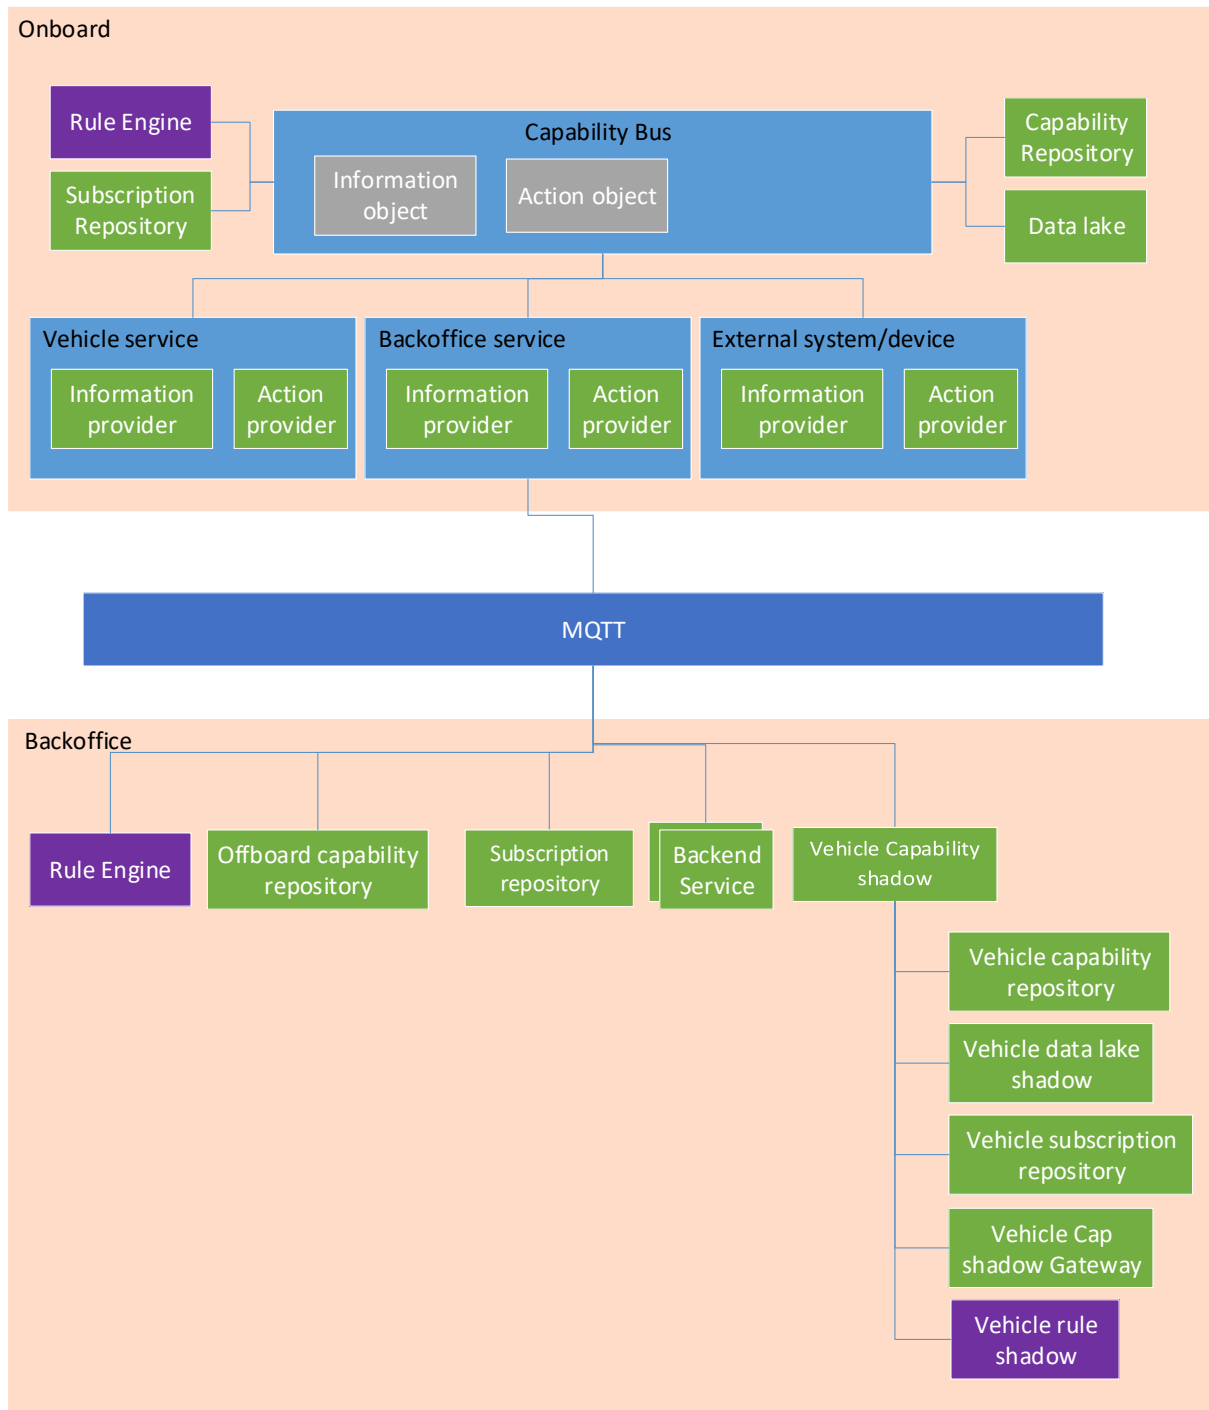 Onboard
Rule Engine
Subscription
Repository
Capability Bus
Information
object
Action object
Capability
Repository
Data lake
Vehicle service
Information
provider
Action
provider
Backoffice service
Information
provider
Action
provider
External system/device
Information
provider
Action
provider
MQTT
Backoffice
Rule Engine
Offboard capability
repository
Subscription
repository
Backend
Service
Vehicle Capability
shadow
Vehicle capability
repository
Vehicle data lake
shadow
Vehicle subscription
repository
Vehicle Cap
shadow Gateway
Vehicle rule
shadow